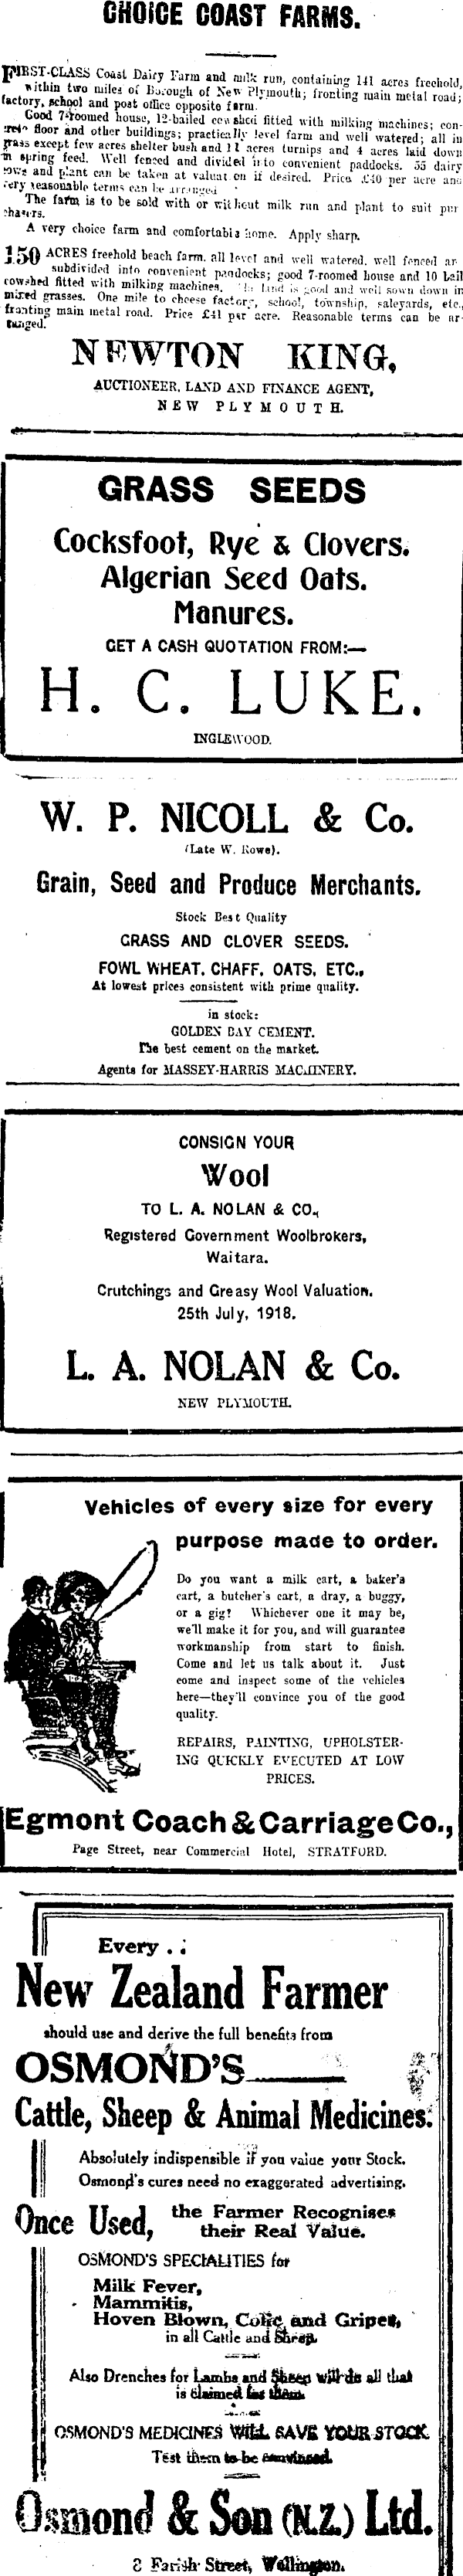 CHOICE COAST FARMS.
FIRST-CLASS Coast Dairy Farm and milk run, containing 141 acres freehold,
within two miles of Borough of New Plymouth; fronting main metal road;
factory, school and post office opposite farm.
Good 7-roomed house, 12-bailed cowshed fitted with milking machines; con-
crete floor and other buildings; practically level farm and well watered; all in
grass except few acres shelter bush and 1½ acres turnips and 4 acres laid down
in spring feed. Well fenced and divided into convenient paddocks. 55 dairy
cows and plant can be taken at valuation if desired. Price £40 per acre and
very reasonable terms can be arranged.
The farm is to be sold with or without milk run and plant to suit pur-
chasers.
A very choice farm and comfortable home. Apply sharp.
150 ACRES freehold beach farm, all level and well watered, well fenced
subdivided into convenient paddocks; good 7-roomed house and 10 bail
cowshed fitted with milking machines. land is good and well sown down in
mixed grasses. One mile to cheese factory, school, township, saleyards, etc.,
fronting main metal road. Price £41 per acre. Reasonable terms can be ar-
ranged.
NEWTON KING,
AUCTIONEER, LAND AND FINANCE AGENT,
NEW PLYMOUTH.
GRASS SEEDS
Cocksfoot, Rye & Clovers.
Algerian Seed Oats.
Manures.
GET A CASH QUOTATION FROM:—
H. C. LUKE.
INGLEWOOD.
W. P. NICOLL & Co.
(Late W. Rowe).
Grain, Seed and Produce Merchants.
Stock Best Quality
GRASS AND CLOVER SEEDS.
FOWL WHEAT, CHAFF, OATS, ETC.,
At lowest prices consistent with prime quality.
in stock:
GOLDEN BAY CEMENT.
The best cement on the market.
Agents for MASSEY-HARRIS MACHINERY.
CONSIGN YOUR
Wool
TO L. A. NOLAN & CO.,
Registered Government Woolbrokers,
Waitara.
Crutchings and Greasy Wool Valuation.
25th July, 1918.
L. A. NOLAN & Co.
NEW PLYMOUTH.
Vehicles of every size for every
purpose made to order.
Do you want a milk cart, a baker's
cart, a butcher's cart, a dray, a buggy,
or a gig? Whichever one it may be,
we'll make it for you, and will guarantee
workmanship from start to finish.
Come and let us talk about it. Just
come and inspect some of the vehicles
here—they'll convince you of the good
quality.
REPAIRS, PAINTING, UPHOLSTER-
ING QUICKLY EXECUTED AT LOW
PRICES.
Egmont Coach & Carriage Co.,
Page Street, near Commercial Hotel, STRATFORD.
Every . .
New Zealand Farmer
should use and derive the full benefits from
OSMOND'S
Cattle, Sheep & Animal Medicines.
Absolutely indispensible if you value your Stock.
Osmond's cures need no exaggerated advertising.
Once Used, the Farmer Recognises
their Real Value.
OSMOND'S SPECIALITIES for
Milk Fever,
Mammitis,
Hoven Blown, Colic and Gripes,
in all Cattle and Sheep.
Also Drenches for Lambs and Sheep will do all that
is claimed for them.
OSMOND'S MEDICINES WILL SAVE YOUR STOCK.
Test them to be convinced.
Osmond & Son (N.Z.) Ltd.
8 Farish Street, Wellington.